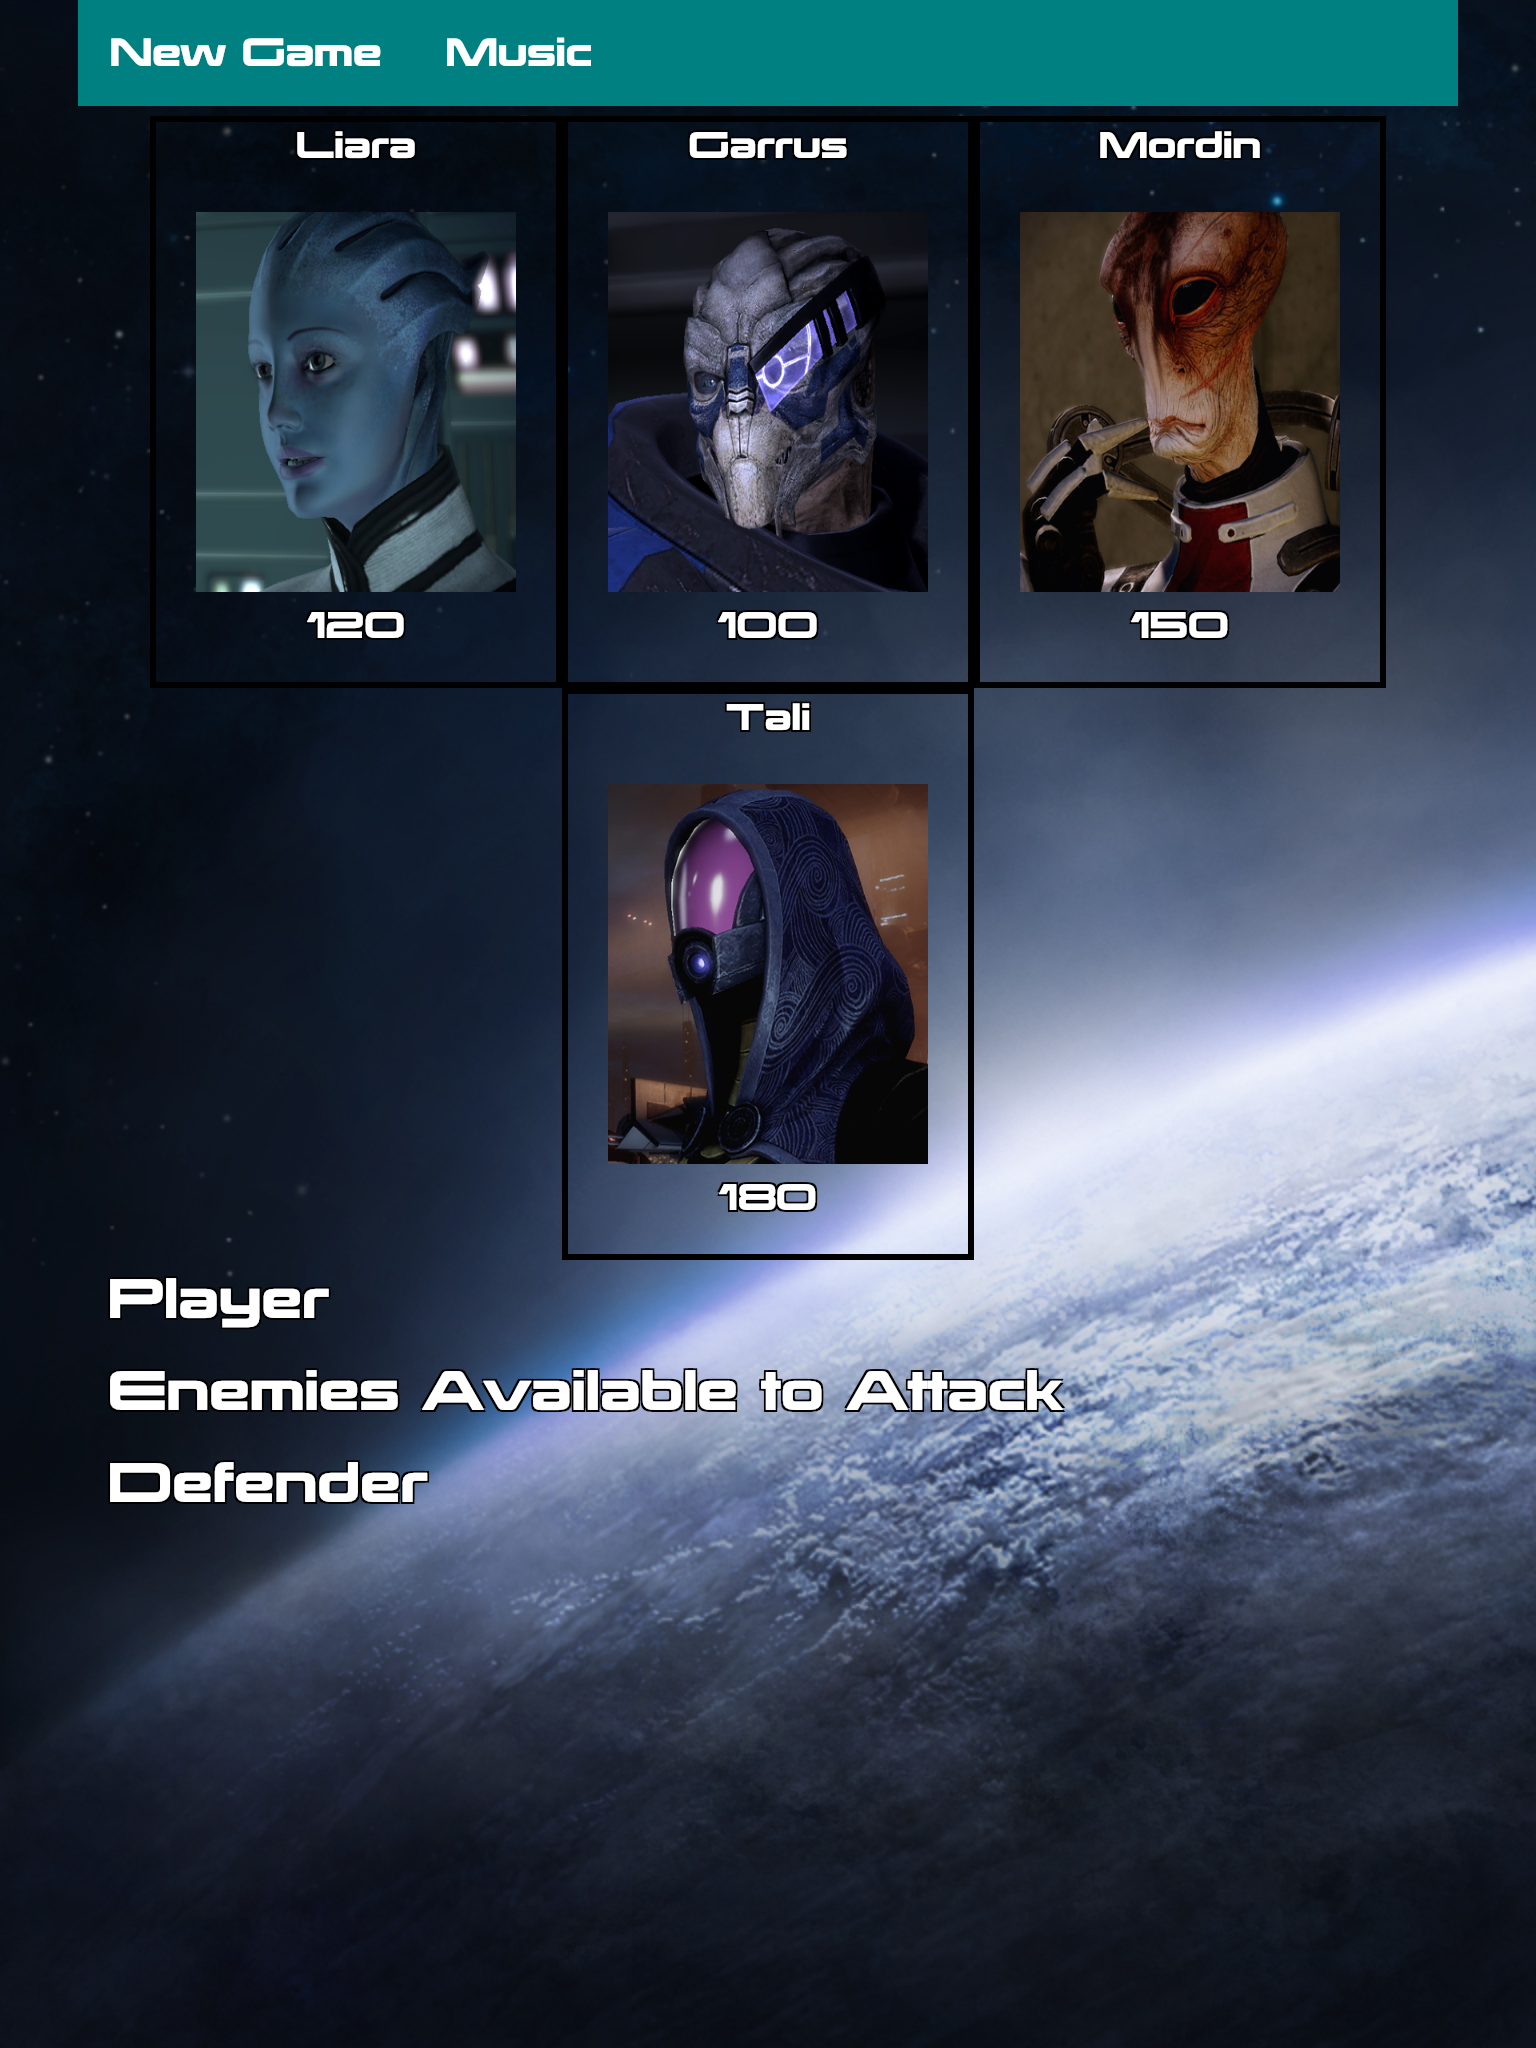 New Game Music
Liara Garrus Mordin
120 100 150
Tali
180
Player
Enemies Available to Attack
Defender